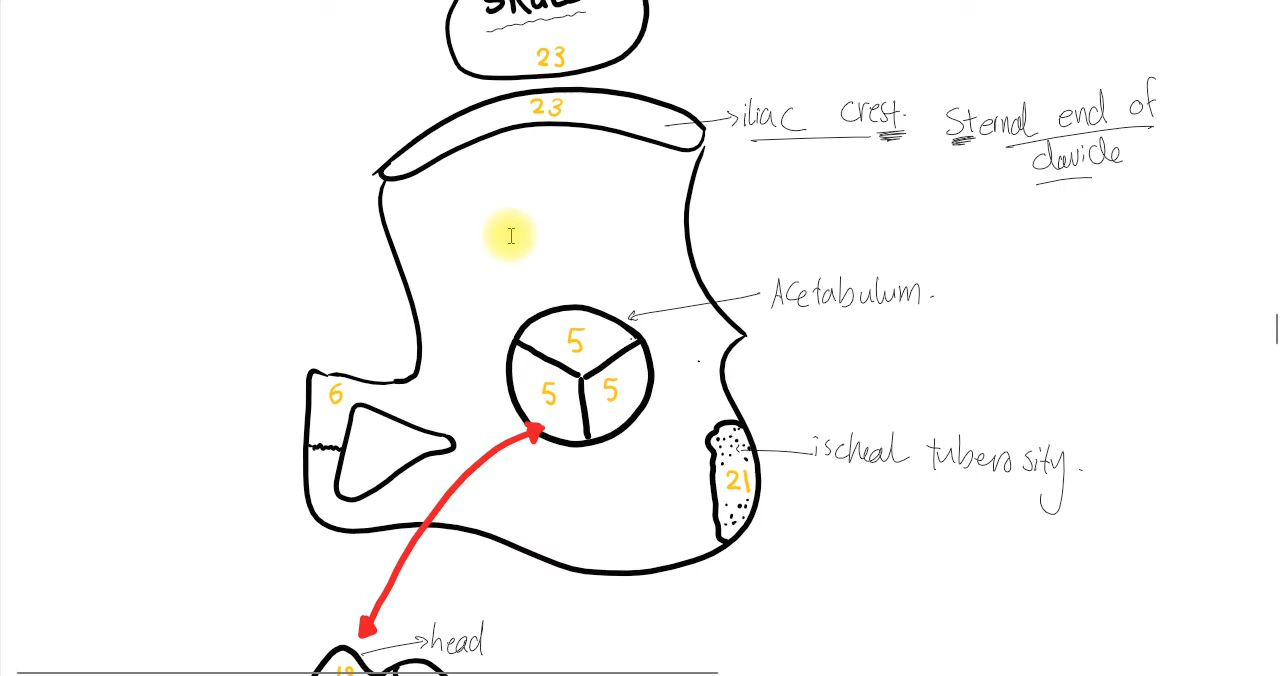 23
23
iliac crest. Sternal end of
clavicle
Acetabulum.
5
5 5
6
ischeal tuberosity.
21
head